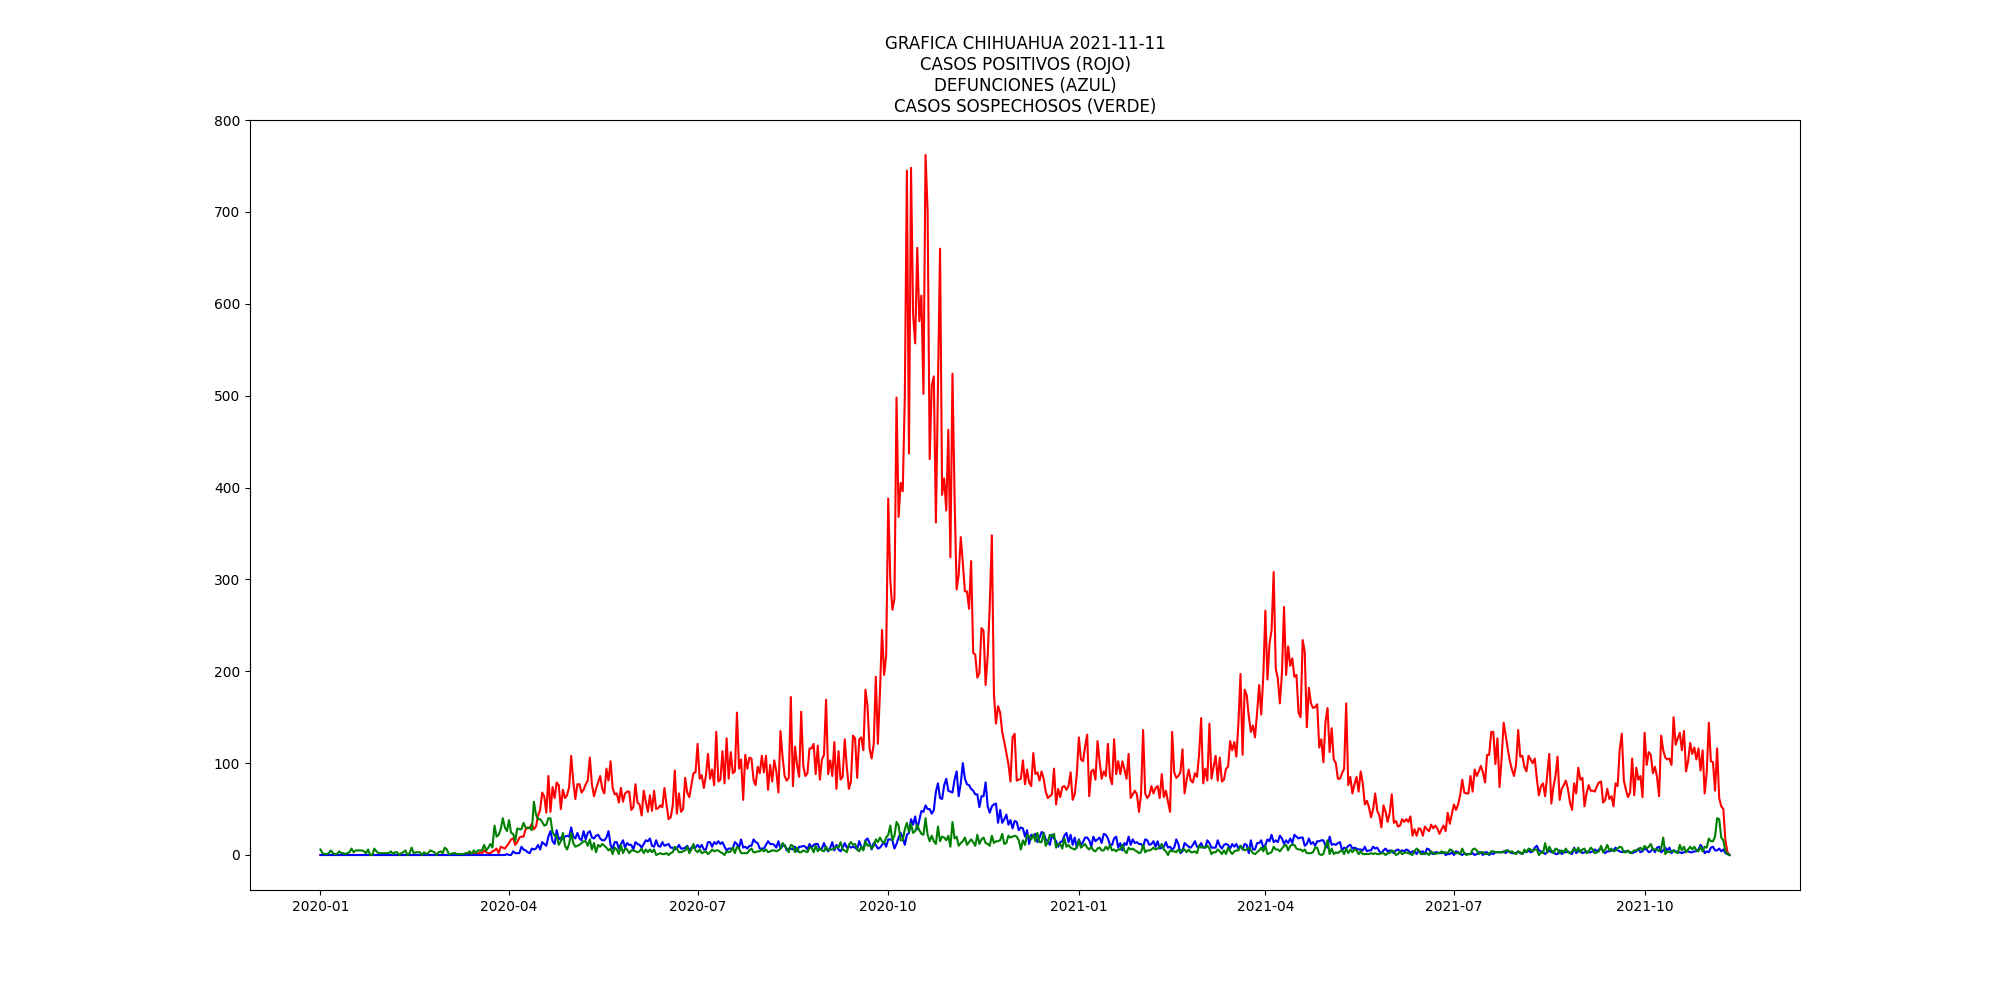 GRAFICA CHIHUAHUA 2021-11-11
CASOS POSITIVOS (ROJO)
DEFUNCIONES (AZUL)
CASOS SOSPECHOSOS (VERDE)
800
700
600
500
400
300
200
100
0
2020-01 2020-04 2020-07 2020-10 2021-01 2021-04 2021-07 2021-10